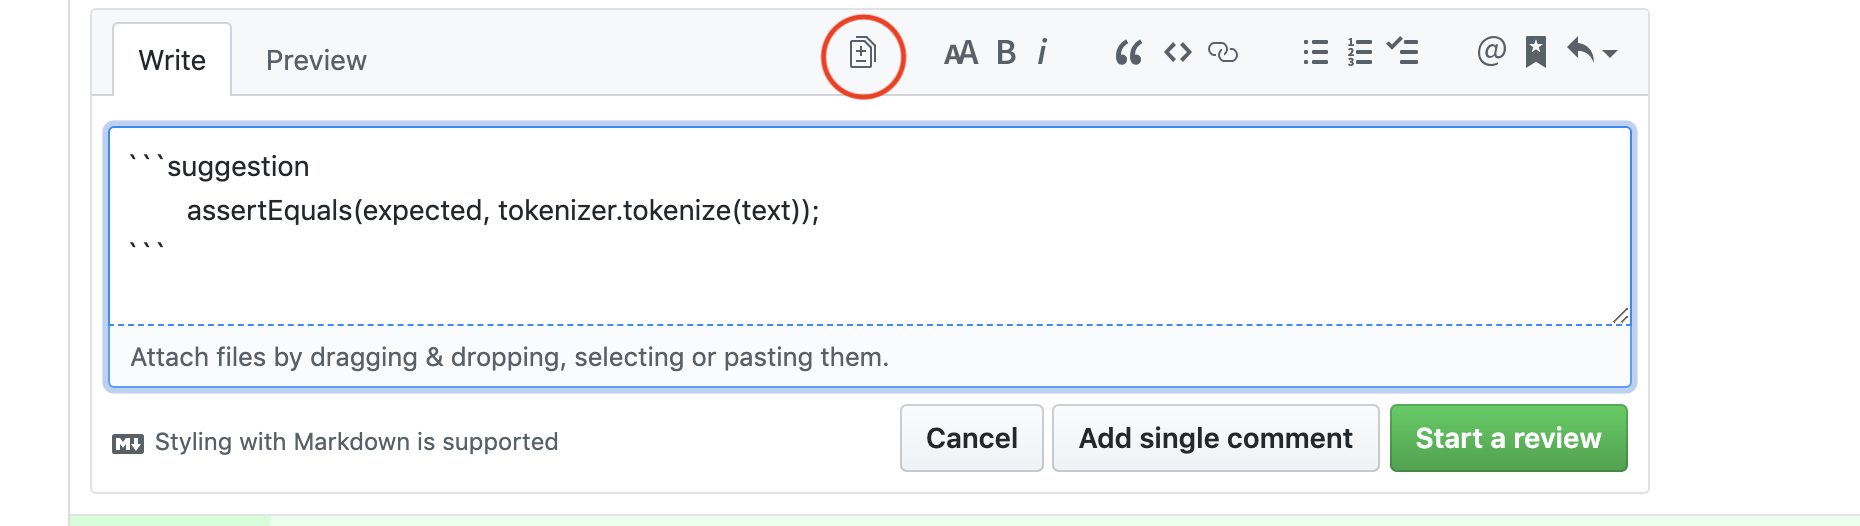 Write Preview AA B i @
```suggestion
assertEquals(expected, tokenizer.tokenize(text));
```
Attach files by dragging & dropping, selecting or pasting them.
M↓ Styling with Markdown is supported Cancel Add single comment Start a review